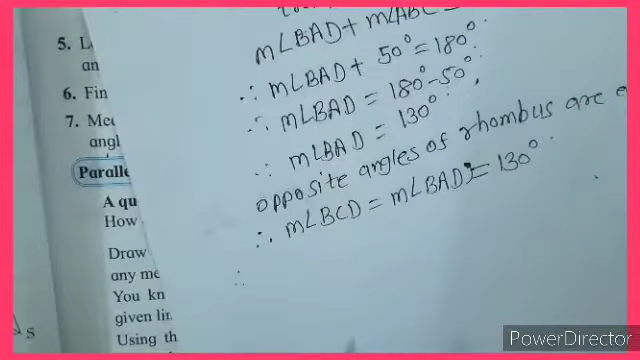 m∠BAD + m∠ABC =
∴ m∠BAD + 50° = 180°.
∴ m∠BAD = 180° - 50°.
∴ m∠BAD = 130°.
opposite angles of rhombus are
∴ m∠BCD = m∠BAD = 130°.
5.
an
6. Fin
7.
angl
Paralle
A qu
How
Draw
any me
You kn
given lin
Using th
PowerDirector